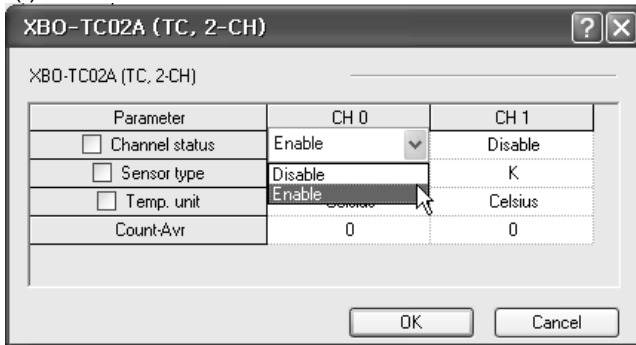 XBO-TC02A (TC, 2-CH)
XBO-TC02A (TC, 2-CH)
Parameter CH 0 CH 1
Channel status Enable Disable
Sensor type Disable K
Temp. unit Enable Celsius
Count-Avr 0 0
OK Cancel